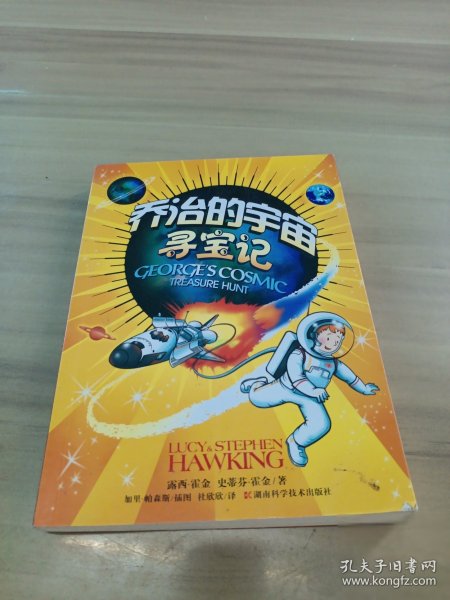 乔治的宇宙
寻宝记
GEORGE'S COSMIC
TREASURE HUNT
LUCY & STEPHEN
HAWKING
露西·霍金 史蒂芬·霍金/著
加里·帕森斯/插图 杜欣欣/译 湖南科学技术出版社
孔夫子旧书网
www.kongfz.com